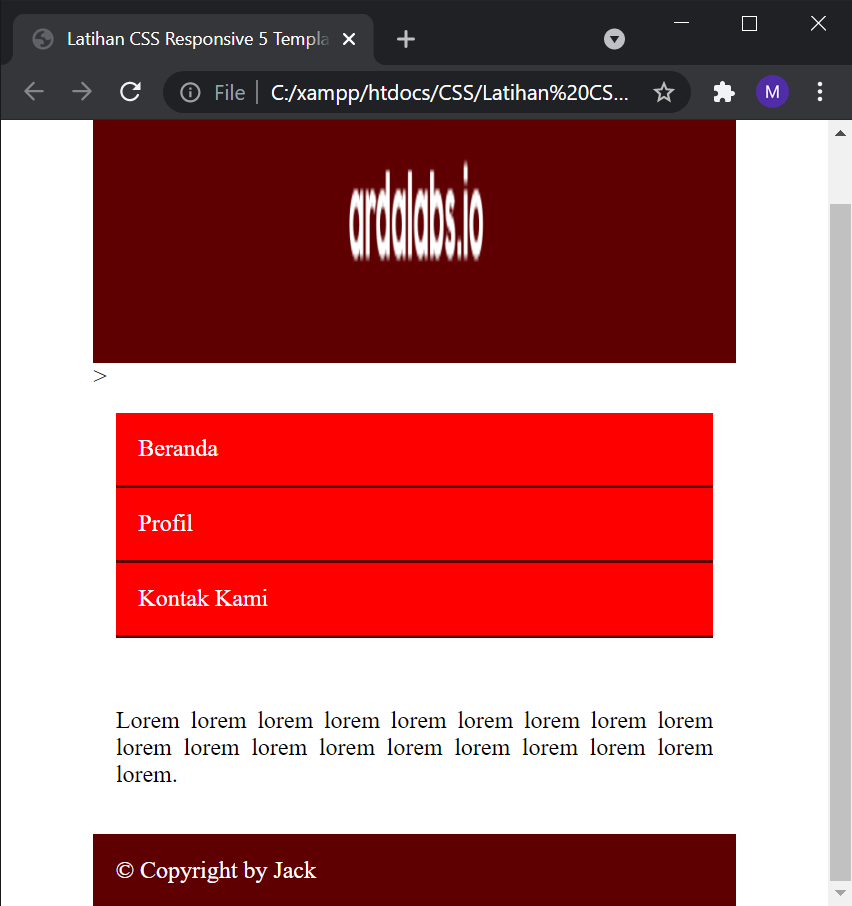 Latihan CSS Responsive 5 Templa
File
C:/xampp/htdocs/CSS/Latihan%20CS...
M
ardalabs.io
>
Beranda
Profil
Kontak Kami
Lorem lorem lorem lorem lorem lorem lorem lorem lorem
lorem lorem lorem lorem lorem lorem lorem lorem lorem
lorem.
© Copyright by Jack